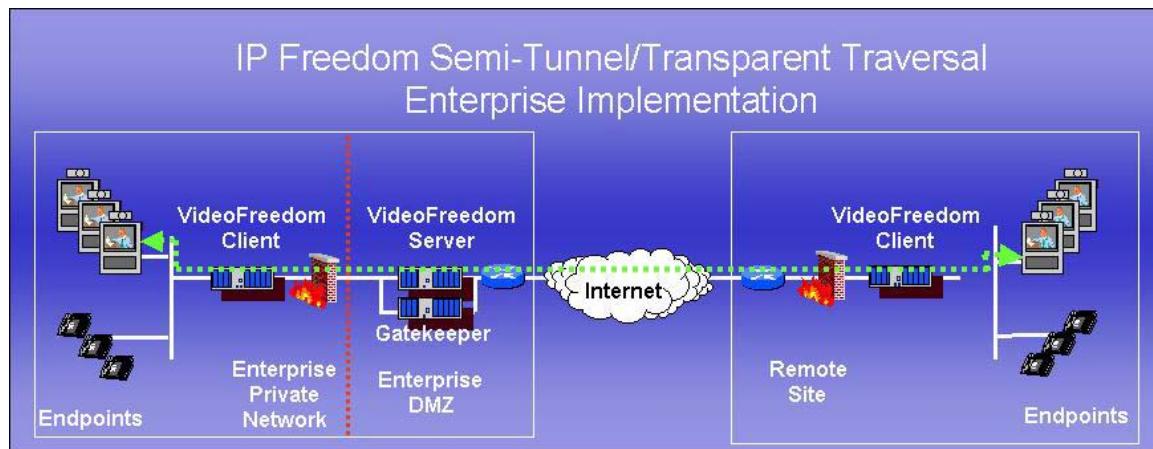 IP Freedom Semi-Tunnel/Transparent Traversal
Enterprise Implementation
VideoFreedom
Client
VideoFreedom
Server
VideoFreedom
Client
Internet
Gatekeeper
Enterprise
Private
Network
Enterprise
DMZ
Remote
Site
Endpoints
Endpoints